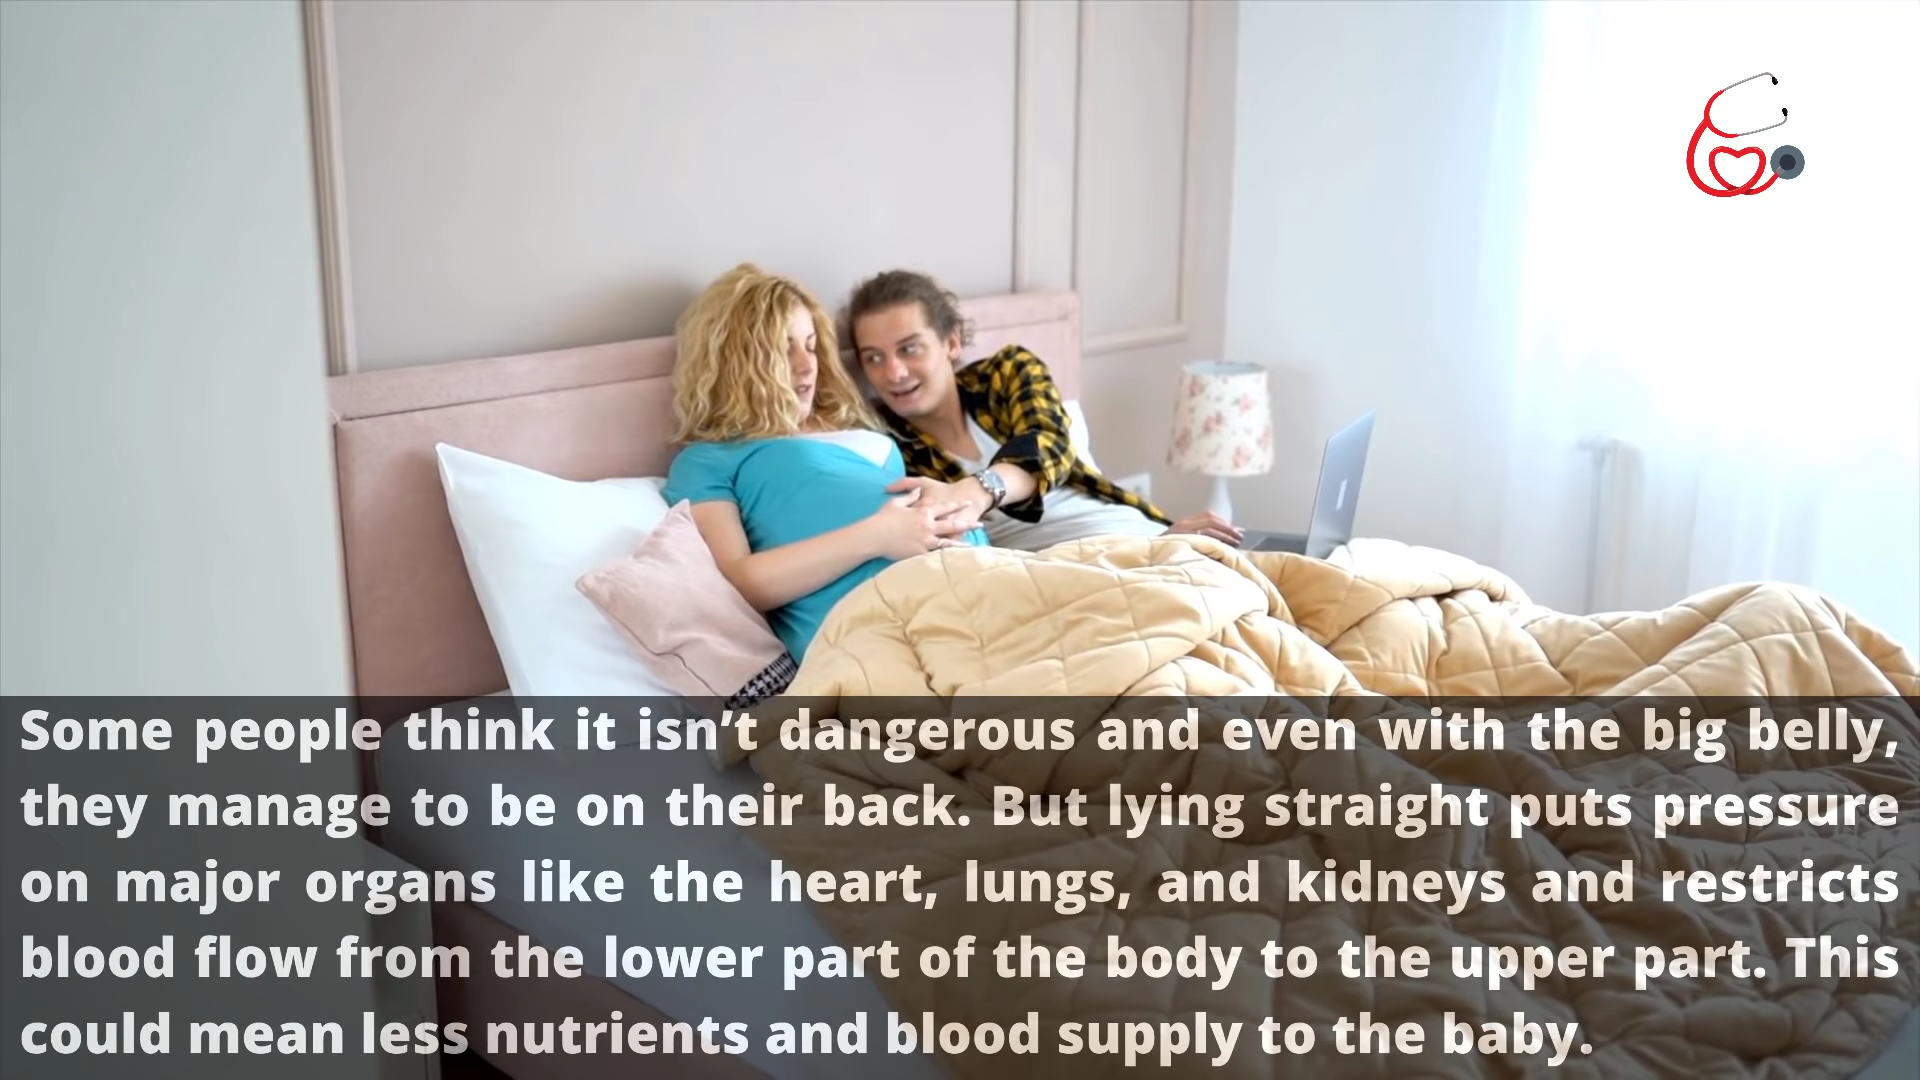 Some people think it isn’t dangerous and even with the big belly,
they manage to be on their back. But lying straight puts pressure
on major organs like the heart, lungs, and kidneys and restricts
blood flow from the lower part of the body to the upper part. This
could mean less nutrients and blood supply to the baby.